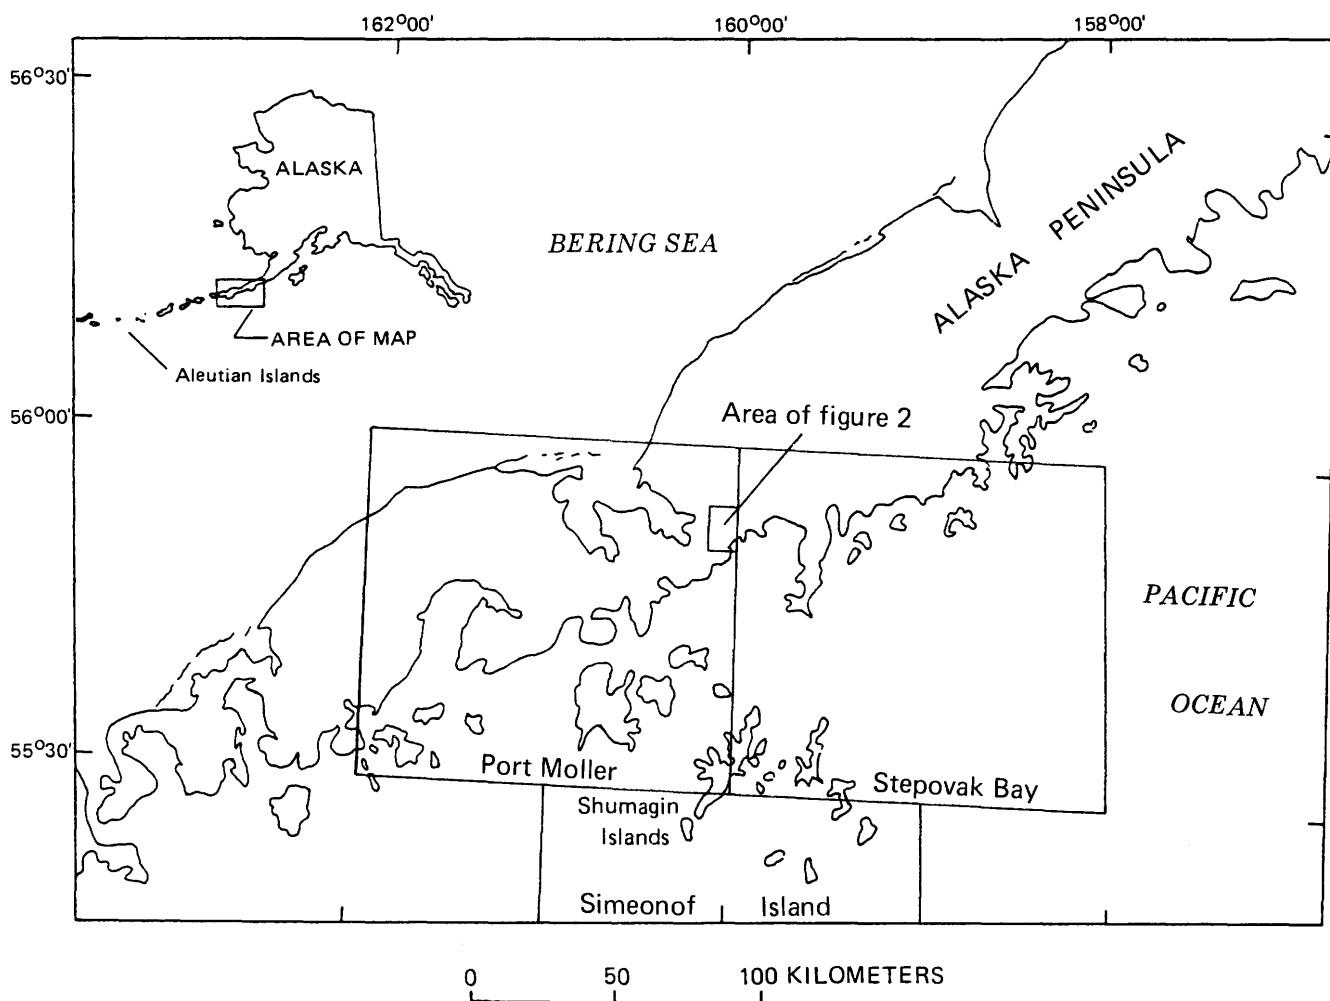 162°00'
160°00'
158°00'
56°30'
ALASKA
BERING SEA
ALASKA PENINSULA
AREA OF MAP
Aleutian Islands
56°00'
Area of figure 2
PACIFIC
OCEAN
55°30'
Port Moller
Stepovak Bay
Shumagin
Islands
Simeonof Island
0 50 100 KILOMETERS